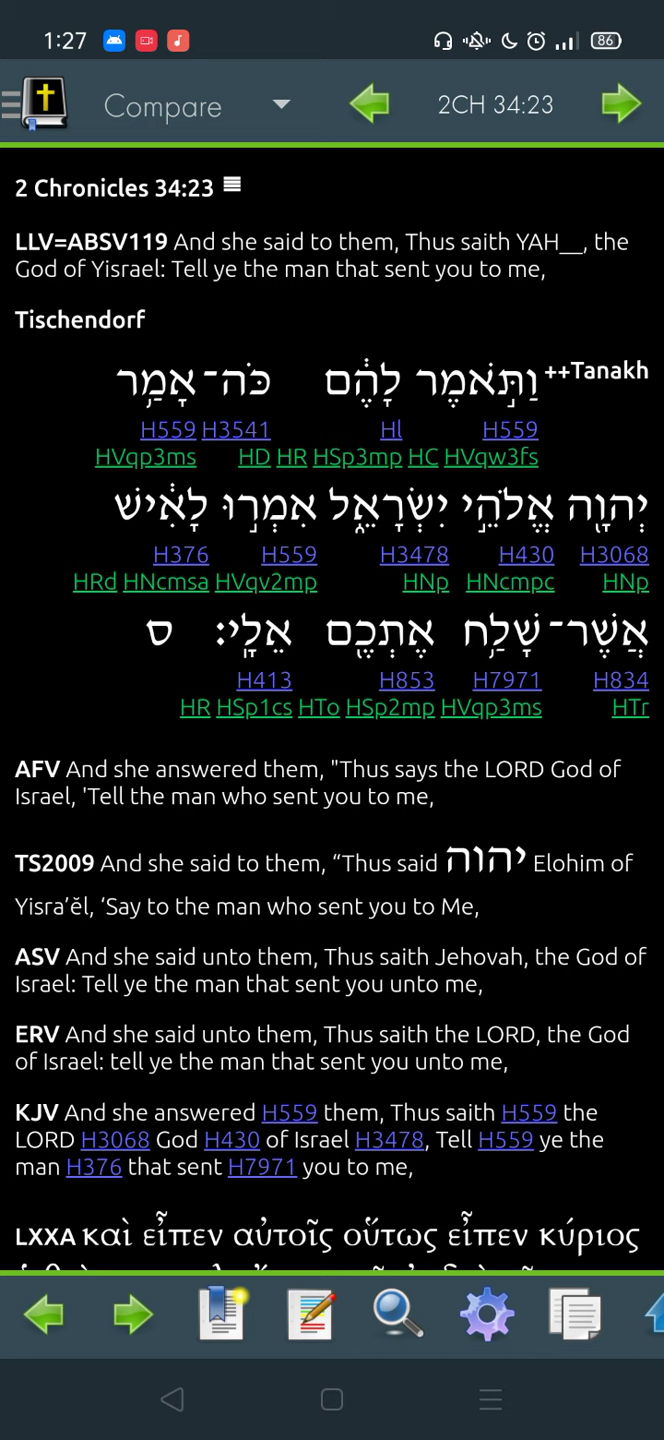 1:27 86
Compare 2CH 34:23
2 Chronicles 34:23
LLV=ABSV119 And she said to them, Thus saith YAH__, the
God of Yisrael: Tell ye the man that sent you to me,
Tischendorf
++Tanakh וַתֹּ֣אמֶר לָהֶ֔ם כֹּה־אָמַ֥ר
H559 H3541 Hl H559
HVqp3ms HD HR HSp3mp HC HVqw3fs
יְהוָ֖ה אֱלֹהֵ֣י יִשְׂרָאֵ֑ל אִמְר֣וּ לָאִ֔ישׁ
H376 H559 H3478 H430 H3068
HRd HNcmsa HVqv2mp HNp HNcmpc HNp
אֲשֶׁר־שָׁלַ֥ח אֶתְכֶ֖ם אֵלָֽי׃ ס
H413 H853 H7971 H834
HR HSp1cs HTo HSp2mp HVqp3ms HTr
AFV And she answered them, "Thus says the LORD God of
Israel, 'Tell the man who sent you to me,
TS2009 And she said to them, “Thus said יהוה Elohim of
Yisra’ĕl, ‘Say to the man who sent you to Me,
ASV And she said unto them, Thus saith Jehovah, the God of
Israel: Tell ye the man that sent you unto me,
ERV And she said unto them, Thus saith the LORD, the God
of Israel: tell ye the man that sent you unto me,
KJV And she answered H559 them, Thus saith H559 the
LORD H3068 God H430 of Israel H3478, Tell H559 ye the
man H376 that sent H7971 you to me,
LXXA καὶ εἶπεν αὐτοῖς οὕτως εἶπεν κύριος